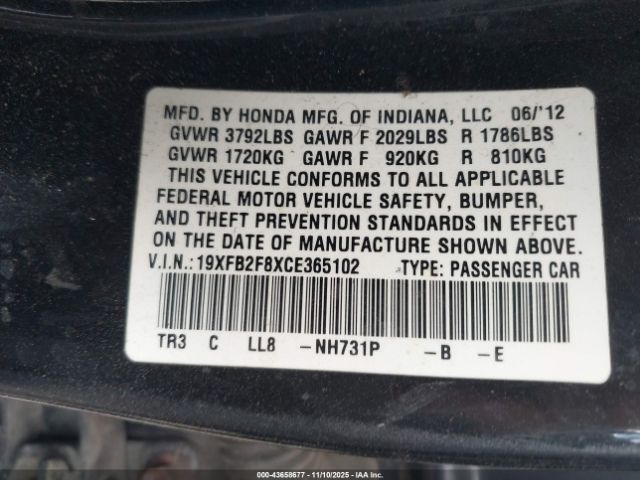 MFD. BY HONDA MFG. OF INDIANA, LLC 06/'12
GVWR 3792LBS GAWR F 2029LBS R 1786LBS
GVWR 1720KG GAWR F 920KG R 810KG
THIS VEHICLE CONFORMS TO ALL APPLICABLE
FEDERAL MOTOR VEHICLE SAFETY, BUMPER,
AND THEFT PREVENTION STANDARDS IN EFFECT
ON THE DATE OF MANUFACTURE SHOWN ABOVE.
V.I.N.:19XFB2F8XCE365102 TYPE: PASSENGER CAR
TR3 C LL8 -NH731P -B -E
000-43658677 - 11/10/2025 - IAA Inc.